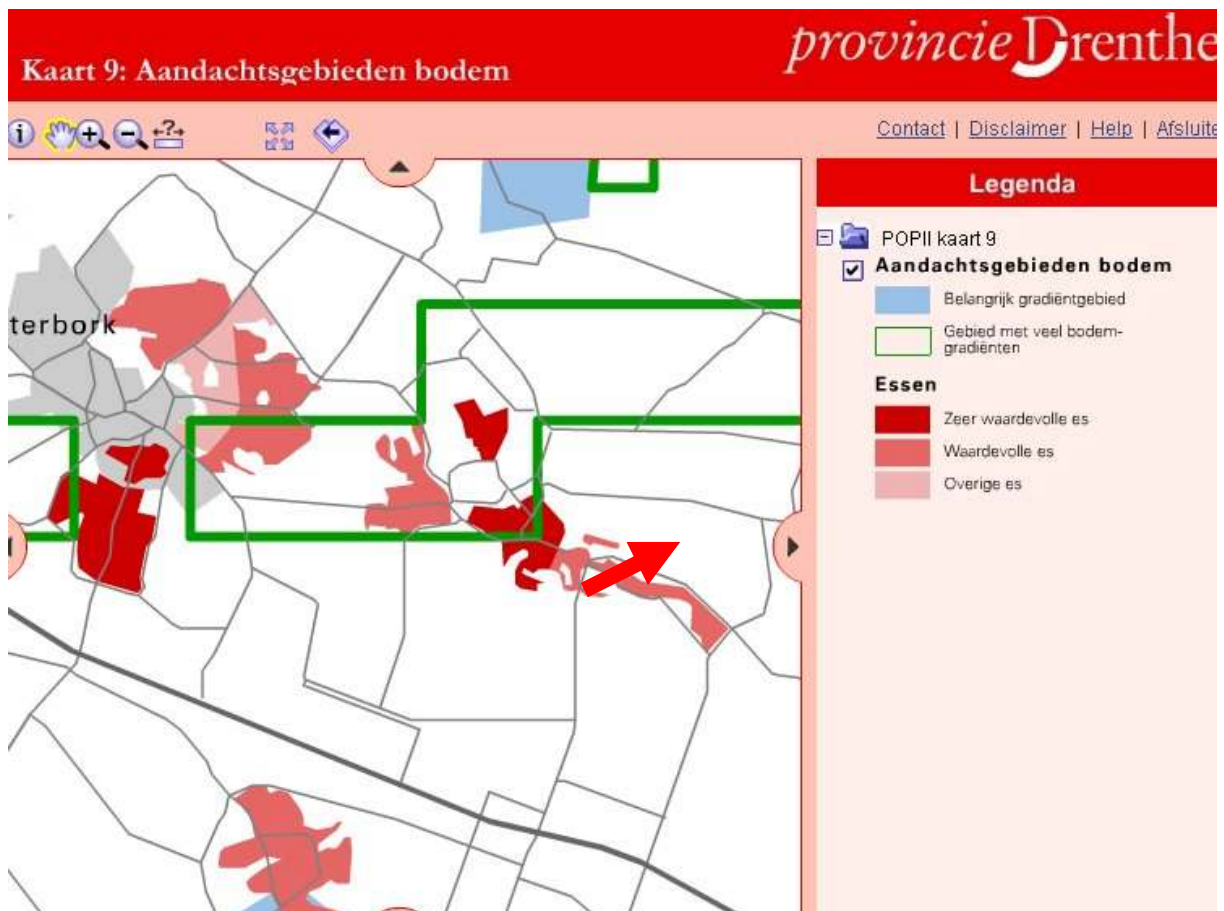 Kaart 9: Aandachtsgebieden bodem
provincie Drenthe
Contact | Disclaimer | Help | Afsluite
terbork
Legenda
POPII kaart 9
Aandachtsgebieden bodem
Belangrijk gradiëntgebied
Gebied met veel bodem-
gradiënten
Essen
Zeer waardevolle es
Waardevolle es
Overige es